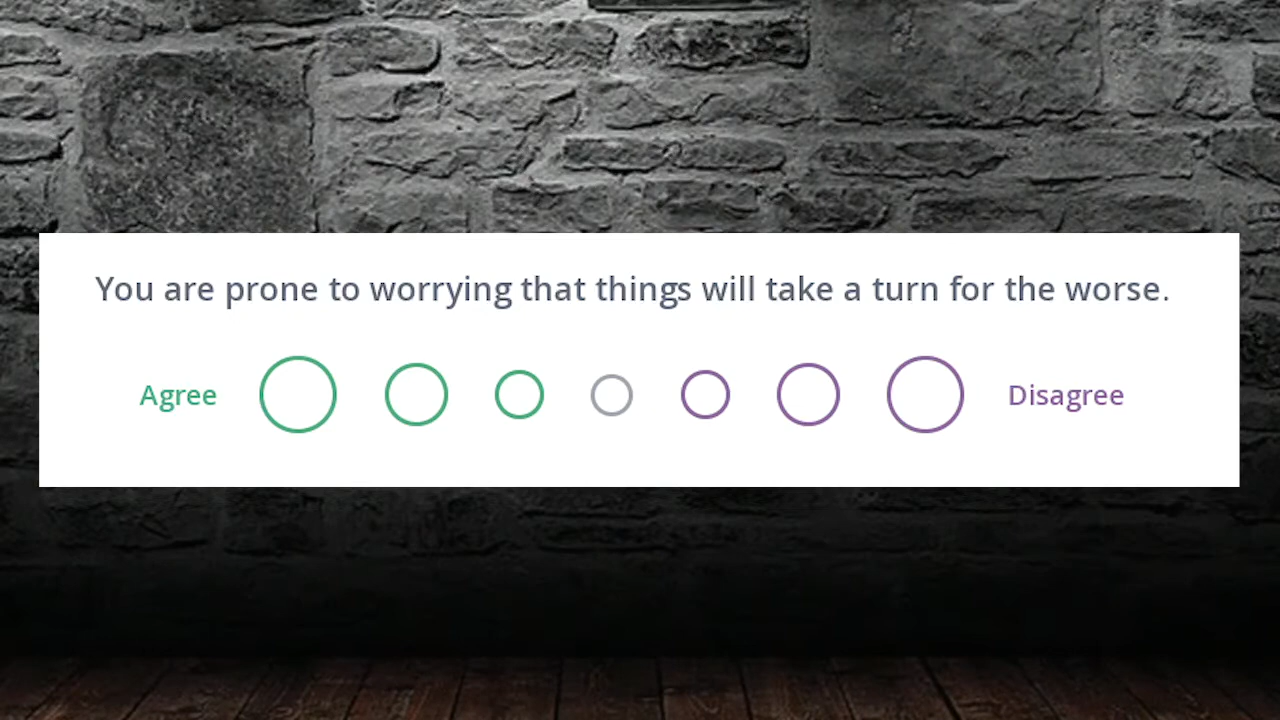 You are prone to worrying that things will take a turn for the worse.
Agree Disagree